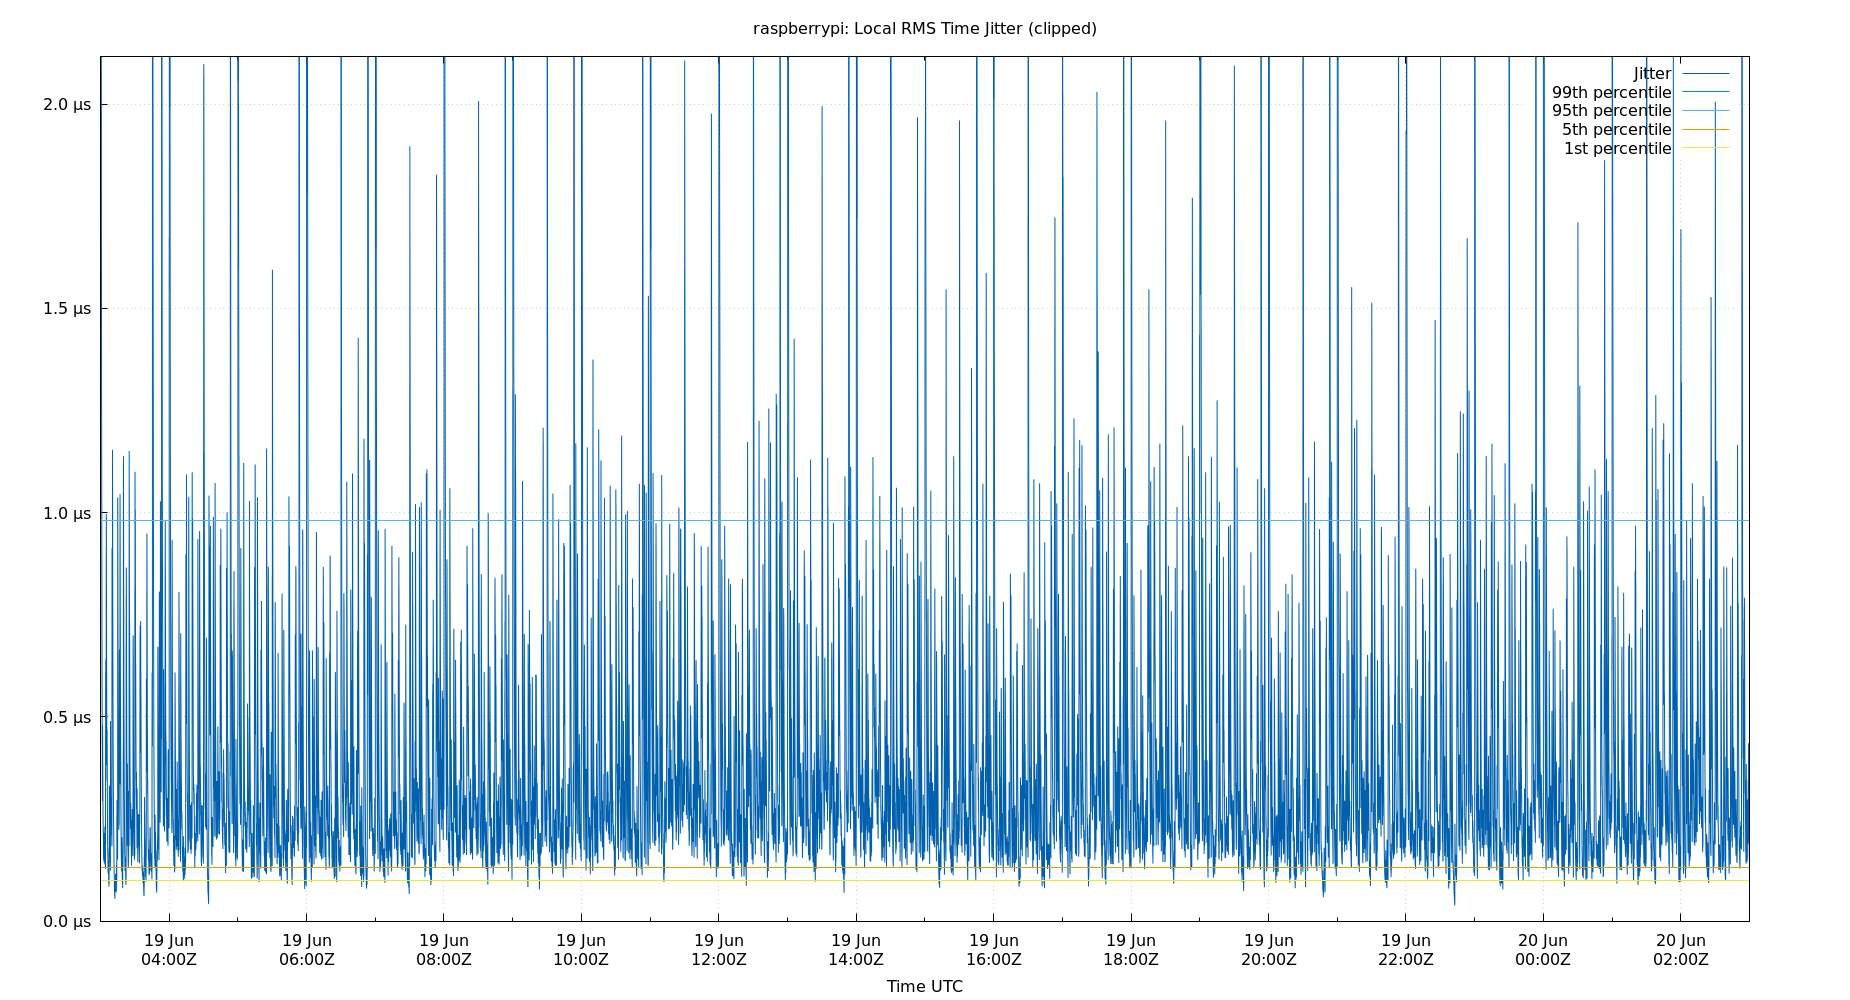 raspberrypi: Local RMS Time Jitter (clipped)
Jitter
99th percentile
95th percentile
5th percentile
1st percentile
2.0 µs
1.5 µs
1.0 µs
0.5 µs
0.0 µs
19 Jun 19 Jun 19 Jun 19 Jun 19 Jun 19 Jun 19 Jun 19 Jun 19 Jun 19 Jun 20 Jun 20 Jun
04:00Z 06:00Z 08:00Z 10:00Z 12:00Z 14:00Z 16:00Z 18:00Z 20:00Z 22:00Z 00:00Z 02:00Z
Time UTC